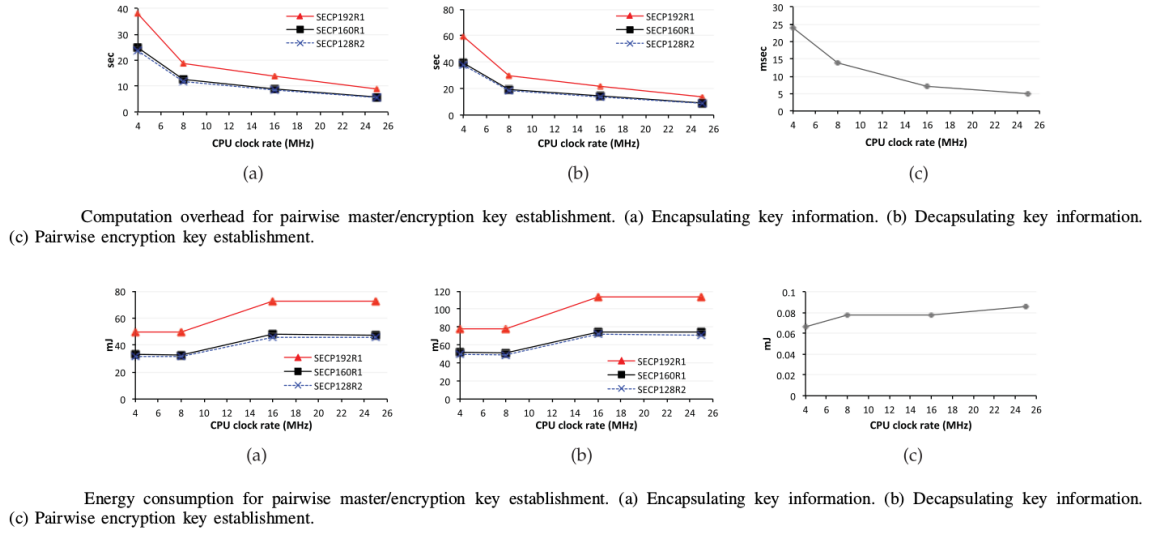 40
30
20
10
0
sec
4 6 8 10 12 14 16 18 20 22 24 26
CPU clock rate (MHz)
SECP192R1
SECP160R1
SECP128R2
(a)
80
60
40
20
0
sec
4 6 8 10 12 14 16 18 20 22 24 26
CPU clock rate (MHz)
SECP192R1
SECP160R1
SECP128R2
(b)
30
25
20
15
10
5
0
msec
4 6 8 10 12 14 16 18 20 22 24 26
CPU clock rate (MHz)
(c)
Computation overhead for pairwise master/encryption key establishment. (a) Encapsulating key information. (b) Decapsulating key information.
(c) Pairwise encryption key establishment.
80
60
40
20
0
mJ
4 6 8 10 12 14 16 18 20 22 24 26
CPU clock rate (MHz)
SECP192R1
SECP160R1
SECP128R2
(a)
120
100
80
60
40
20
0
mJ
4 6 8 10 12 14 16 18 20 22 24 26
CPU clock rate (MHz)
SECP192R1
SECP160R1
SECP128R2
(b)
0.1
0.08
0.06
0.04
0.02
0
mJ
4 6 8 10 12 14 16 18 20 22 24 26
CPU clock rate (MHz)
(c)
Energy consumption for pairwise master/encryption key establishment. (a) Encapsulating key information. (b) Decapsulating key information.
(c) Pairwise encryption key establishment.